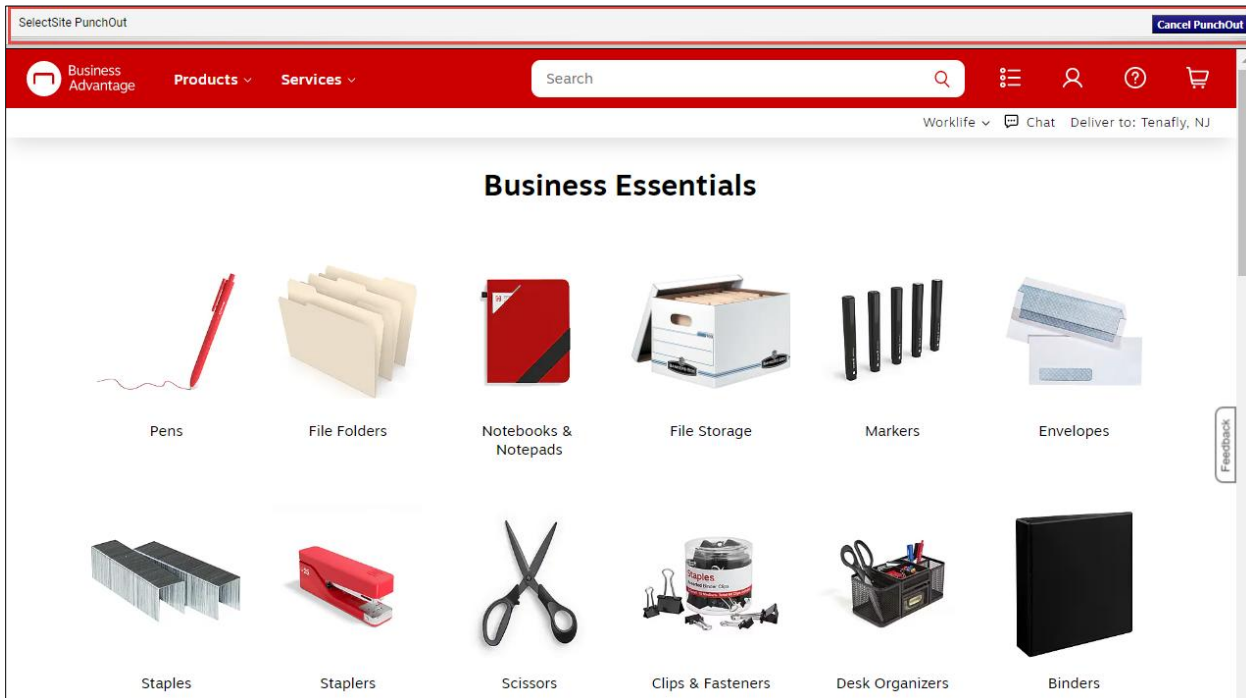 SelectSite PunchOut
Cancel PunchOut
Business
Advantage
Products
Services
Search
Worklife
Chat
Deliver to: Tenafly, NJ
Business Essentials
Pens
File Folders
Notebooks &
Notepads
File Storage
Markers
Envelopes
Feedback
Staples
Staples
Staplers
Scissors
Clips & Fasteners
Desk Organizers
Binders